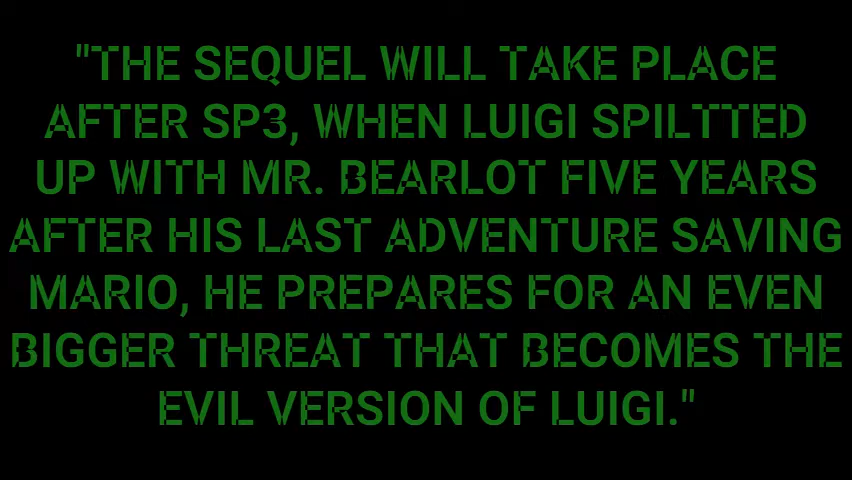 "THE SEQUEL WILL TAKE PLACE
AFTER SP3, WHEN LUIGI SPILTTED
UP WITH MR. BEARLOT FIVE YEARS
AFTER HIS LAST ADVENTURE SAVING
MARIO, HE PREPARES FOR AN EVEN
BIGGER THREAT THAT BECOMES THE
EVIL VERSION OF LUIGI."